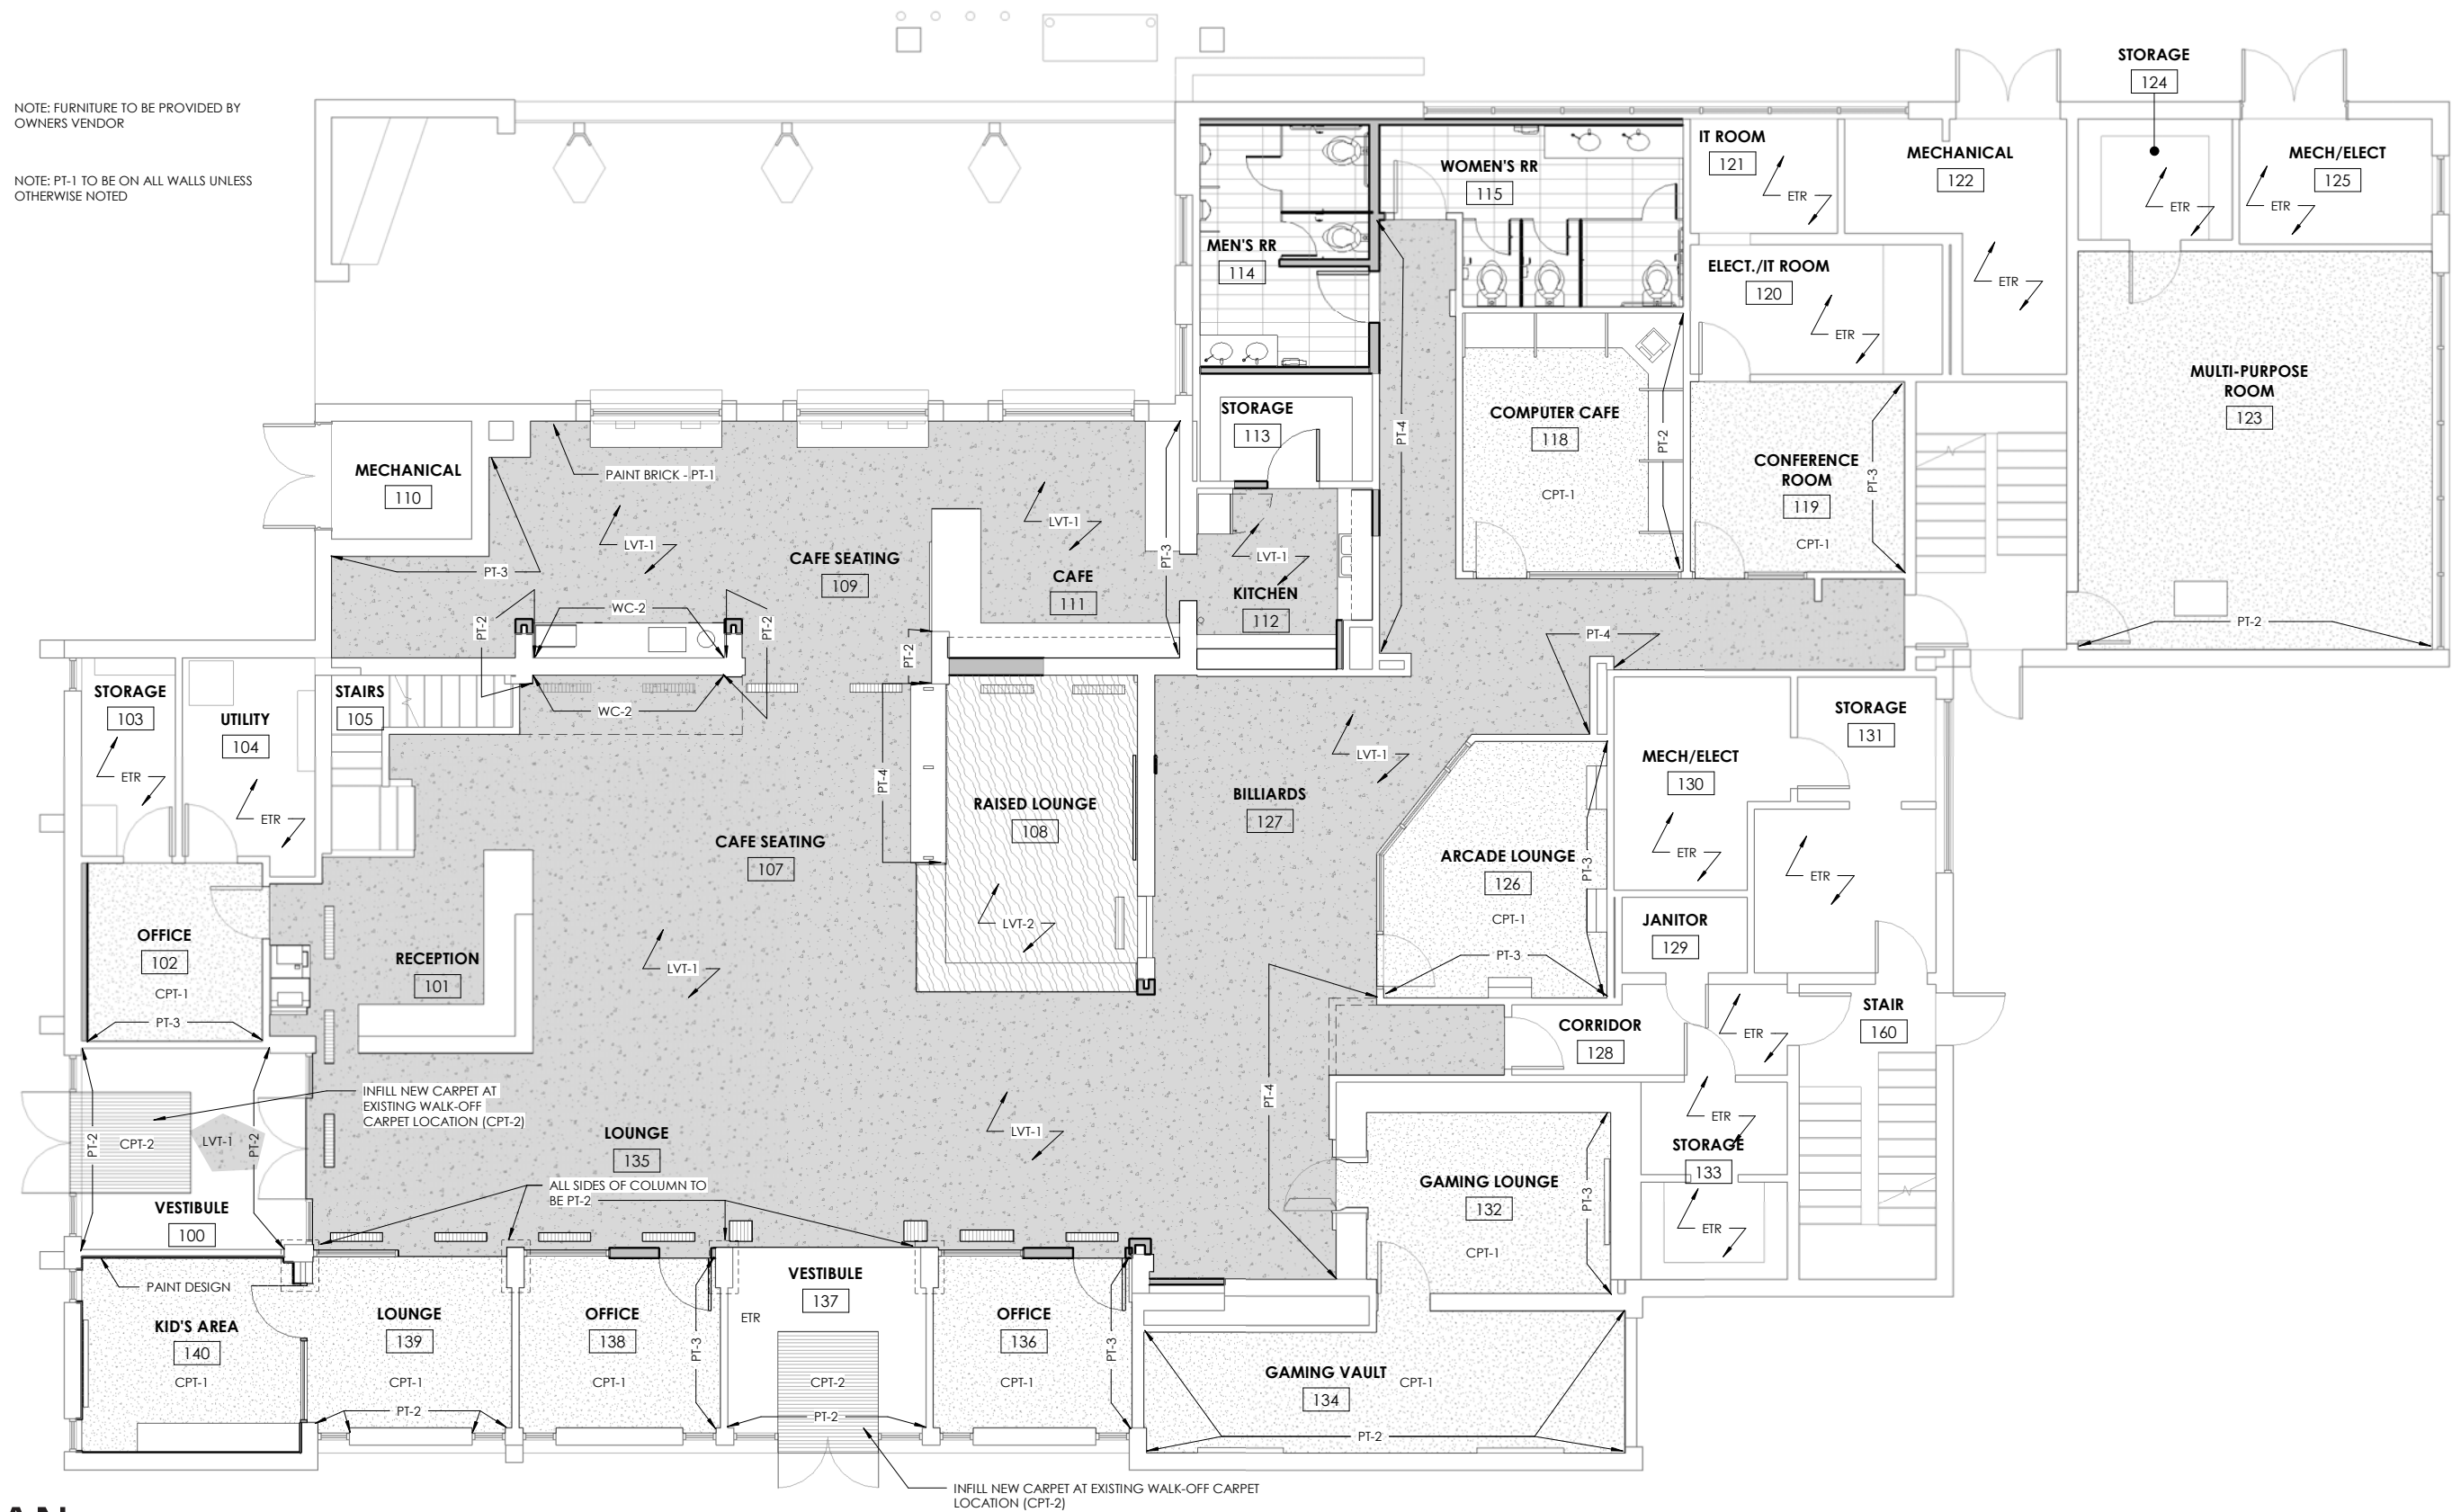 NOTE: FURNITURE TO BE PROVIDED BY
OWNERS VENDOR
NOTE: PT-1 TO BE ON ALL WALLS UNLESS
OTHERWISE NOTED
STORAGE
124
IT ROOM
121
ETR
MECHANICAL
122
ETR
ETR
MECH/ELECT
125
ETR
WOMEN'S RR
115
MEN'S RR
114
ELECT./IT ROOM
120
ETR
MULTI-PURPOSE
ROOM
123
PT-2
STORAGE
113
PT-4
COMPUTER CAFE
118
CPT-1
PT-2
CONFERENCE
ROOM
119
CPT-1
PT-3
MECHANICAL
110
PAINT BRICK - PT-1
LVT-1
LVT-1
PT-3
CAFE SEATING
109
CAFE
111
PT-3
LVT-1
KITCHEN
112
PT-2
WC-2
PT-2
PT-2
WC-2
PT-4
STORAGE
103
ETR
UTILITY
104
ETR
STAIRS
105
PT-4
RAISED LOUNGE
108
LVT-2
CAFE SEATING
107
LVT-1
BILLIARDS
127
LVT-1
ARCADE LOUNGE
126
CPT-1
PT-3
PT-3
MECH/ELECT
130
ETR
STORAGE
131
ETR
JANITOR
129
OFFICE
102
CPT-1
PT-3
RECEPTION
101
CORRIDOR
128
ETR
STAIR
160
INFILL NEW CARPET AT
EXISTING WALK-OFF
CARPET LOCATION (CPT-2)
PT-2
CPT-2
LVT-1
PT-2
VESTIBULE
100
LOUNGE
135
LVT-1
PT-4
ALL SIDES OF COLUMN TO
BE PT-2
GAMING LOUNGE
132
CPT-1
PT-3
ETR
STORAGE
133
ETR
PAINT DESIGN
KID'S AREA
140
CPT-1
LOUNGE
139
CPT-1
PT-2
OFFICE
138
CPT-1
PT-3
VESTIBULE
137
ETR
CPT-2
PT-2
OFFICE
136
CPT-1
PT-3
GAMING VAULT
134
CPT-1
PT-2
INFILL NEW CARPET AT EXISTING WALK-OFF CARPET
LOCATION (CPT-2)